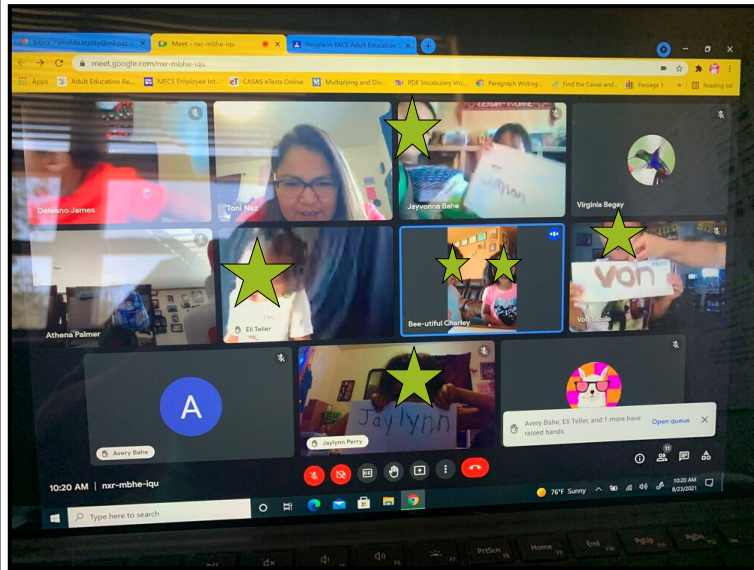 Meet - nxr-mbhe-iqu
People in FACE Adult Education S
meet.google.com/nxr-mbhe-iqu
Apps
Adult Education Re...
MFCS Employee Int...
CASAS eTests Online
Multiplying and Div...
PDF Vocabulary Wo...
Paragraph Writing...
Find the Cause and...
Passage 1
Reading list
Toni Nez
Jayvonna Bahe
Virginia Begay
Athena Palmer
Eli Teller
Bee-utiful Charley
von
A
Avery Bahe
Jaylynn
Jaylynn Perry
Avery Bahe, Eli Teller, and 1 more have
raised hands
Open queue
11
10:20 AM | nxr-mbhe-iqu
Type here to search
76°F Sunny
10:20 AM
8/23/2021
PrtScn
Home
End
PgUp
PgDn